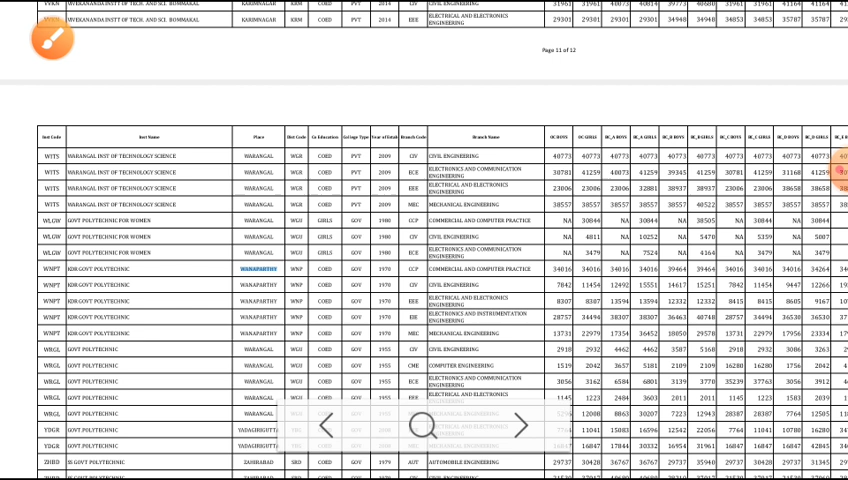 VVKN VIVEKANANDA INSTT OF TECH. AND SCI. BOMMAKAL KARIMNAGAR KRM COED PVT 2014 CIV CIVIL ENGINEERING 31961 31961 40073 40814 39773 40680 31961 31961 41164 41164
VVKN VIVEKANANDA INSTT OF TECH. AND SCI. BOMMAKAL KARIMNAGAR KRM COED PVT 2014 EEE ELECTRICAL AND ELECTRONICS ENGINEERING 29301 29301 29301 29301 34948 34948 34853 34853 35787 35787
Page 11 of 12
Inst Code Inst Name Place Dist Code Co Education College Type Year of Estab Branch Code Branch Name OC BOYS OC GIRLS BC_A BOYS BC_A GIRLS BC_B BOYS BC_B GIRLS BC_C BOYS BC_C GIRLS BC_D BOYS BC_D GIRLS
WITS WARANGAL INST OF TECHNOLOGY SCIENCE WARANGAL WGR COED PVT 2009 CIV CIVIL ENGINEERING 40773 40773 40773 40773 40773 40773 40773 40773 40773 40773
WITS WARANGAL INST OF TECHNOLOGY SCIENCE WARANGAL WGR COED PVT 2009 ECE ELECTRONICS AND COMMUNICATION ENGINEERING 30781 41259 40073 41259 39345 41259 30781 41259 31168 41259
WITS WARANGAL INST OF TECHNOLOGY SCIENCE WARANGAL WGR COED PVT 2009 EEE ELECTRICAL AND ELECTRONICS ENGINEERING 23006 23006 23006 32881 38937 38937 23006 23006 38658 38658
WITS WARANGAL INST OF TECHNOLOGY SCIENCE WARANGAL WGR COED PVT 2009 MEC MECHANICAL ENGINEERING 38557 38557 38557 38557 38557 40522 38557 38557 38557 38557
WLGW GOVT POLYTECHNIC FOR WOMEN WARANGAL WGU GIRLS GOV 1980 CCP COMMERCIAL AND COMPUTER PRACTICE NA 30844 NA 30844 NA 38505 NA 30844 NA 30844
WLGW GOVT POLYTECHNIC FOR WOMEN WARANGAL WGU GIRLS GOV 1980 CIV CIVIL ENGINEERING NA 4811 NA 10252 NA 5470 NA 5359 NA 5007
WLGW GOVT POLYTECHNIC FOR WOMEN WARANGAL WGU GIRLS GOV 1980 ECE ELECTRONICS AND COMMUNICATION ENGINEERING NA 3479 NA 7524 NA 4164 NA 3479 NA 3479
WNPT KDR GOVT POLYTECHNIC WANAPARTHY WNP COED GOV 1970 CCP COMMERCIAL AND COMPUTER PRACTICE 34016 34016 34016 34016 39464 39464 34016 34016 34016 34264
WNPT KDR GOVT POLYTECHNIC WANAPARTHY WNP COED GOV 1970 CIV CIVIL ENGINEERING 7842 11454 12492 15551 14617 15251 7842 11454 9447 12266
WNPT KDR GOVT POLYTECHNIC WANAPARTHY WNP COED GOV 1970 EEE ELECTRICAL AND ELECTRONICS ENGINEERING 8307 8307 13594 13594 12332 12332 8415 8415 8605 9167
WNPT KDR GOVT POLYTECHNIC WANAPARTHY WNP COED GOV 1970 EIE ELECTRONICS AND INSTRUMENTATION ENGINEERING 28757 34494 38307 38307 36463 40748 28757 34494 36530 36530
WNPT KDR GOVT POLYTECHNIC WANAPARTHY WNP COED GOV 1970 MEC MECHANICAL ENGINEERING 13731 22979 17354 36452 18050 29578 13731 22979 17956 23334
WRGL GOVT POLYTECHNIC WARANGAL WGU COED GOV 1955 CIV CIVIL ENGINEERING 2918 2932 4462 4462 3587 5168 2918 2932 3086 3263
WRGL GOVT POLYTECHNIC WARANGAL WGU COED GOV 1955 CME COMPUTER ENGINEERING 1519 2042 3657 5181 2109 5183 16280 16280 1756 2042
WRGL GOVT POLYTECHNIC WARANGAL WGU COED GOV 1955 ECE ELECTRONICS AND COMMUNICATION ENGINEERING 3056 3162 6584 6801 3139 3770 35239 37763 3056 3912
WRGL GOVT POLYTECHNIC WARANGAL WGU COED GOV 1955 EEE ELECTRICAL AND ELECTRONICS 1145 1223 2484 3603 2011 2011 1145 1223 1583 2039
WRGL GOVT POLYTECHNIC WARANGAL MECHANICAL ENGINEERING 12088 8863 30207 7223 12943 28387 28387 7764 12505
YDGR GOVT POLYTECHNIC YADAGIRIGUTTA 11041 15083 16596 12542 22056 7764 11041 10780 16280
YDGR GOVT POLYTECHNIC YADAGIRIGUTTA MECHANICAL ENGINEERING 16847 17844 30332 16954 31961 16847 16847 16847 42845
ZHBD SS GOVT POLYTECHNIC ZAHIRABAD SRD COED GOV 1979 AUT AUTOMOBILE ENGINEERING 29737 30428 36767 36767 29737 35940 29737 30428 29737 31345